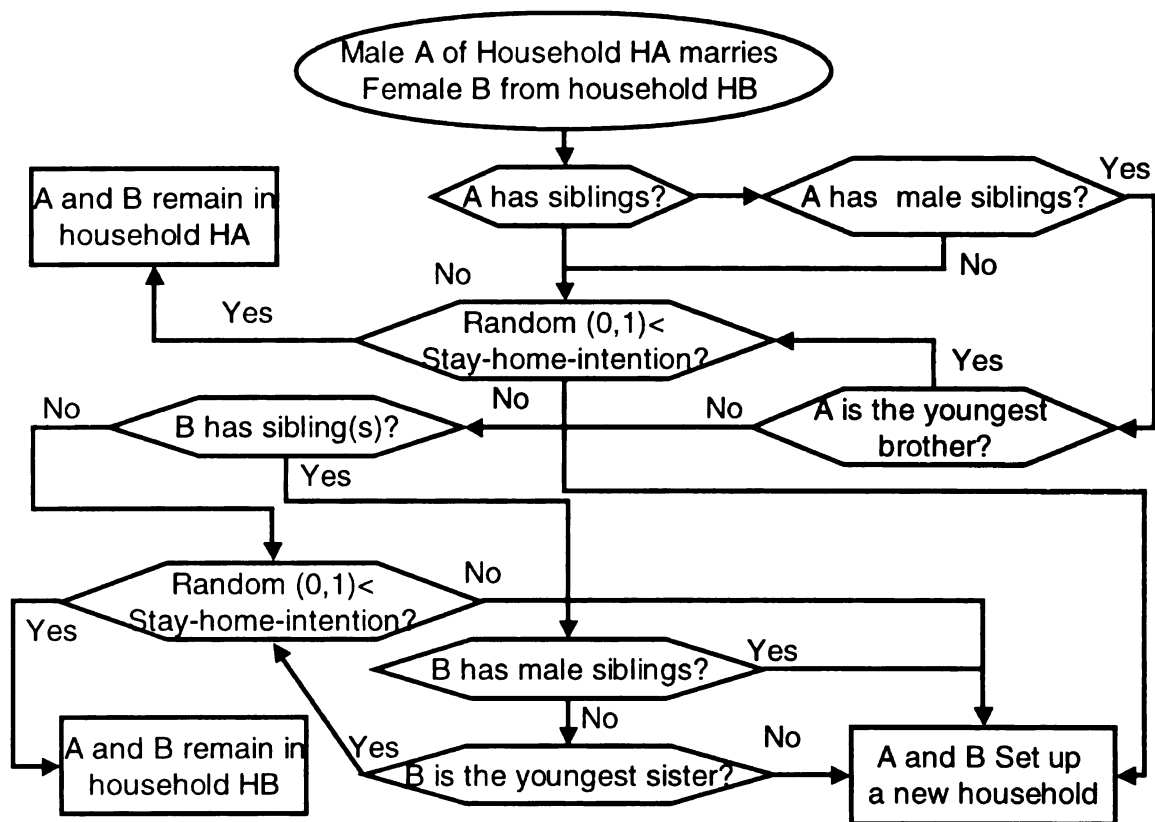 Male A of Household HA marries
Female B from household HB
A has siblings?
A has  male siblings?
Yes
A and B remain in
household HA
No
No
Yes
Random (0,1)<
Stay-home-intention?
Yes
No
No
A is the youngest
brother?
No
B has sibling(s)?
Yes
Random (0,1)<
Stay-home-intention?
No
Yes
B has male siblings?
Yes
No
A and B remain in
household HB
Yes
B is the youngest sister?
No
A and B Set up
a new household